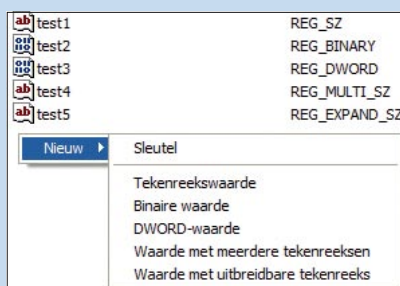 test1 REG_SZ
test2 REG_BINARY
test3 REG_DWORD
test4 REG_MULTI_SZ
test5 REG_EXPAND_SZ
Nieuw Sleutel
Tekenreekswaarde
Binaire waarde
DWORD-waarde
Waarde met meerdere tekenreeksen
Waarde met uitbreidbare tekenreeks